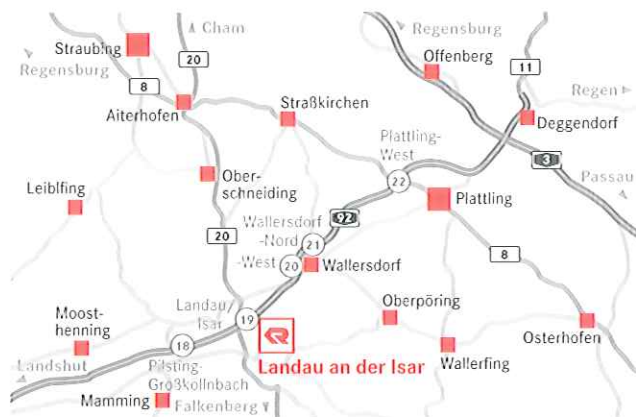 Cham
Straubing
Regensburg
20
8
Aiterhofen
Straßkirchen
Regensburg
Offenberg
11
Regen
Deggendorf
3
Passau
Plattling-
West
22
Plattling
8
Ober-
schneiding
Leiblfing
20
92
Wallersdorf
-Nord
21
-West
20
Wallersdorf
Landau/
Isar
19
Moost-
henning
18
Pilsting-
Großköllnbach
Landshut
Mamming
Falkenberg
Landau an der Isar
Oberpöring
Wallerfing
Osterhofen